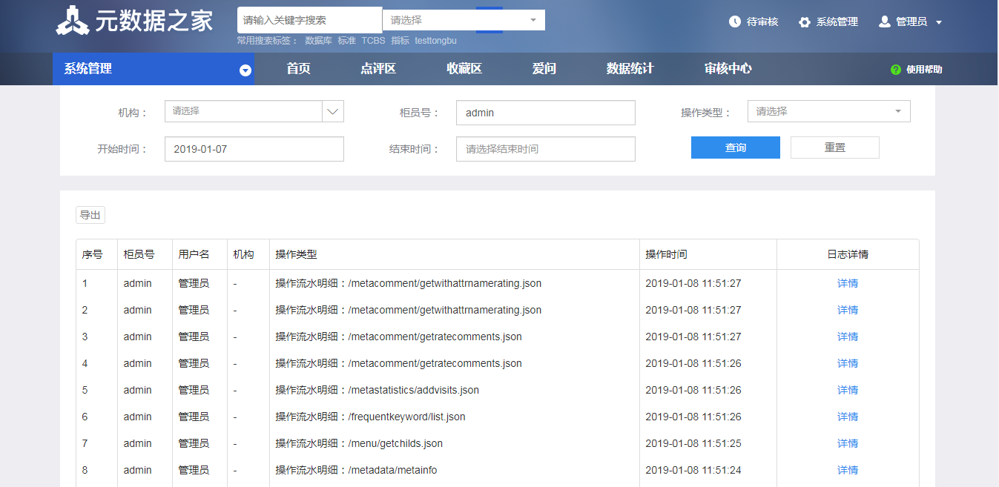 元数据之家
请输入关键字搜索 请选择
待审核 系统管理 管理员
常用搜索标签： 数据库 标准 TCBS 指标 testtongbu
系统管理 首页 点评区 收藏区 爱问 数据统计 审核中心 使用帮助
机构： 请选择 柜员号： admin 操作类型： 请选择
开始时间： 2019-01-07 结束时间： 请选择结束时间 查询 重置
导出
序号 柜员号 用户名 机构 操作类型 操作时间 日志详情
1 admin 管理员 - 操作流水明细：/metacomment/getwithattrnamerating.json 2019-01-08 11:51:27 详情
2 admin 管理员 - 操作流水明细：/metacomment/getwithattrnamerating.json 2019-01-08 11:51:27 详情
3 admin 管理员 - 操作流水明细：/metacomment/getratecomments.json 2019-01-08 11:51:27 详情
4 admin 管理员 - 操作流水明细：/metacomment/getratecomments.json 2019-01-08 11:51:26 详情
5 admin 管理员 - 操作流水明细：/metastatistics/addvisits.json 2019-01-08 11:51:26 详情
6 admin 管理员 - 操作流水明细：/frequentkeyword/list.json 2019-01-08 11:51:26 详情
7 admin 管理员 - 操作流水明细：/menu/getchilds.json 2019-01-08 11:51:25 详情
8 admin 管理员 - 操作流水明细：/metadata/metainfo 2019-01-08 11:51:24 详情